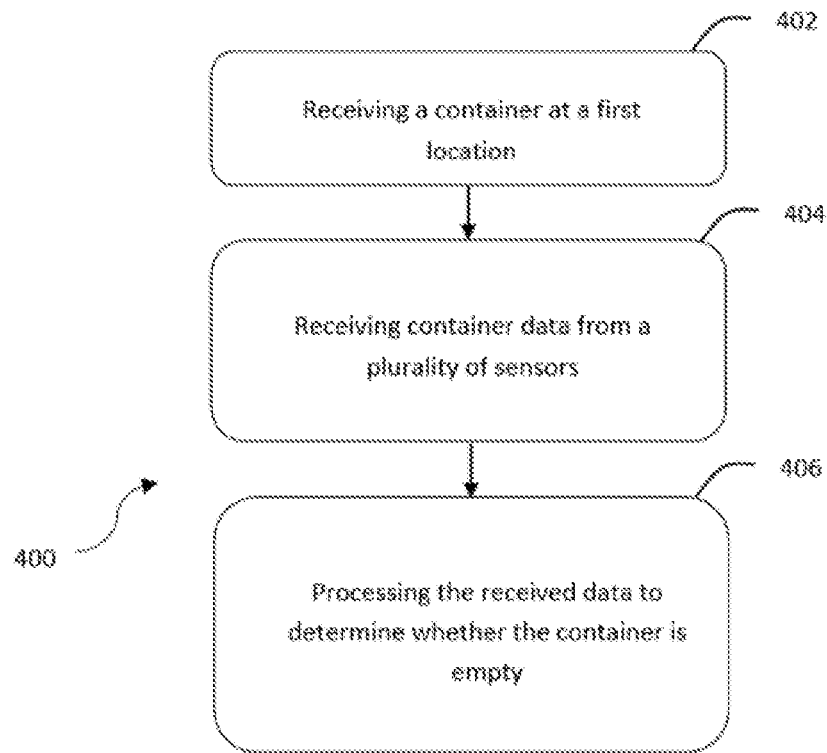 402
Receiving a container at a first
location
404
Receiving container data from a
plurality of sensors
406
400
Processing the received data to
determine whether the container is
empty